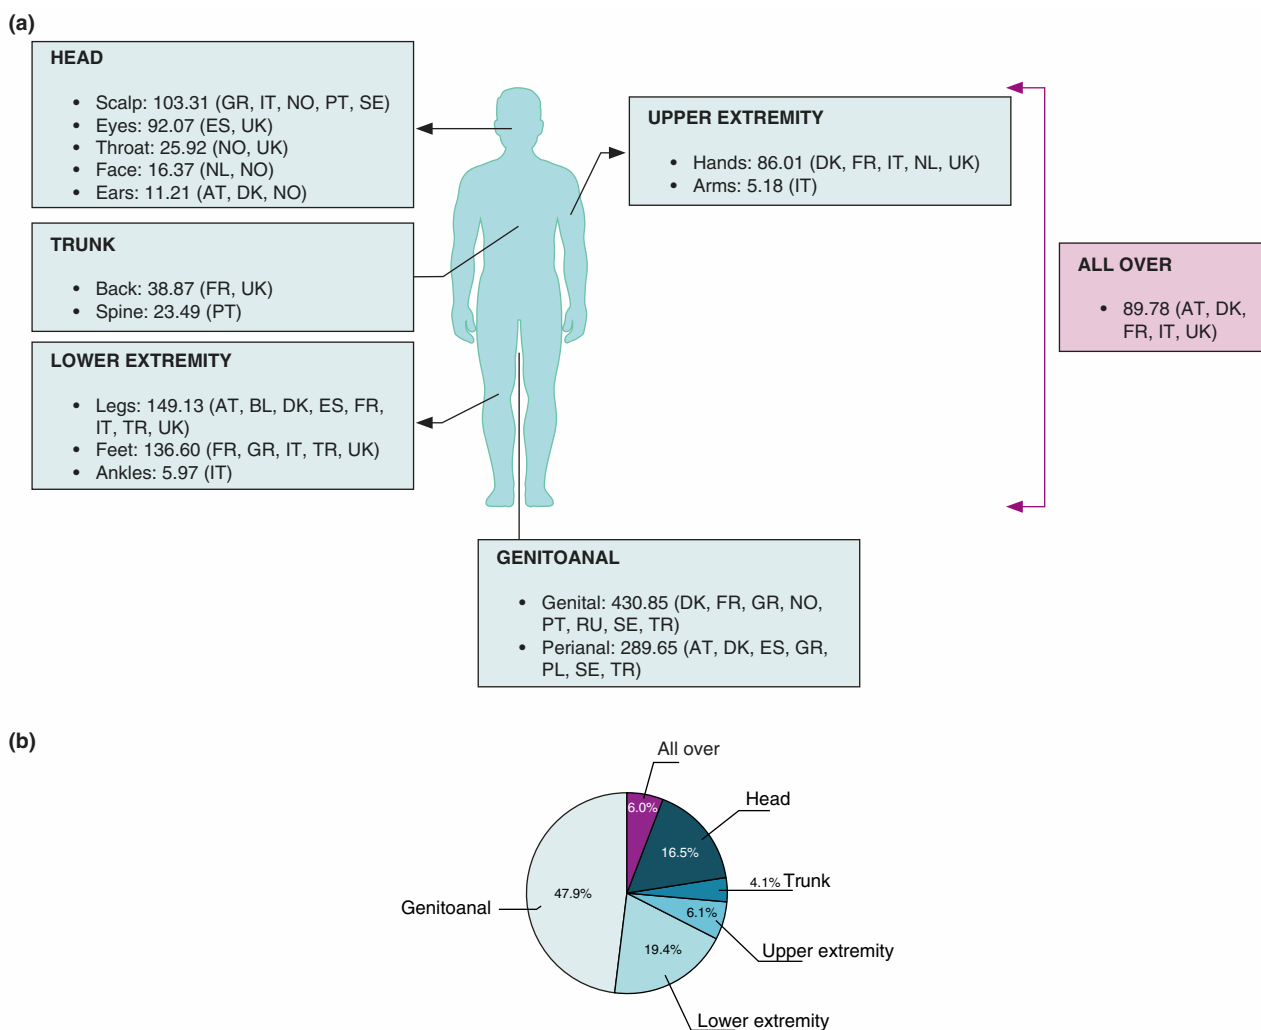 (a)
HEAD
• Scalp: 103.31 (GR, IT, NO, PT, SE)
• Eyes: 92.07 (ES, UK)
• Throat: 25.92 (NO, UK)
• Face: 16.37 (NL, NO)
• Ears: 11.21 (AT, DK, NO)
UPPER EXTREMITY
• Hands: 86.01 (DK, FR, IT, NL, UK)
• Arms: 5.18 (IT)
TRUNK
• Back: 38.87 (FR, UK)
• Spine: 23.49 (PT)
ALL OVER
• 89.78 (AT, DK,
FR, IT, UK)
LOWER EXTREMITY
• Legs: 149.13 (AT, BL, DK, ES, FR,
IT, TR, UK)
• Feet: 136.60 (FR, GR, IT, TR, UK)
• Ankles: 5.97 (IT)
GENITOANAL
• Genital: 430.85 (DK, FR, GR, NO,
PT, RU, SE, TR)
• Perianal: 289.65 (AT, DK, ES, GR,
PL, SE, TR)
(b)
All over
6.0%
Head
16.5%
4.1% Trunk
6.1%
Upper extremity
19.4%
Lower extremity
47.9%
Genitoanal